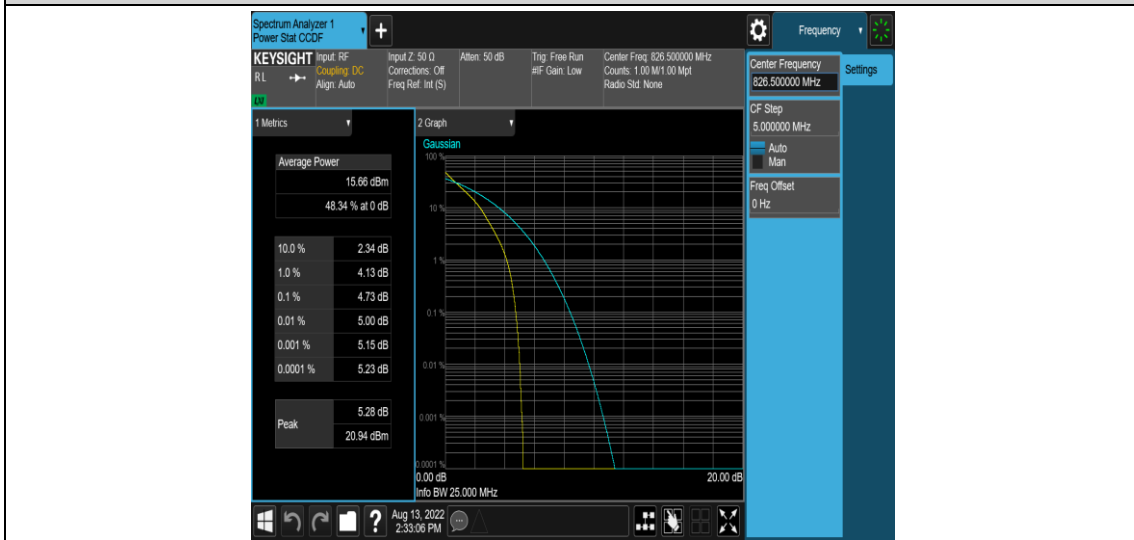 Spectrum Analyzer 1
Power Stat CCDF
+
Frequency
KEYSIGHT
RL
LXI
Input: RF
Coupling: DC
Align: Auto
Input Z: 50 Ω
Corrections: Off
Freq Ref: Int (S)
Atten: 50 dB
Trig: Free Run
#IF Gain: Low
Center Freq: 826.500000 MHz
Counts: 1.00 M/1.00 Mpt
Radio Std: None
Center Frequency
826.500000 MHz
Settings
CF Step
5.000000 MHz
Auto
Man
Freq Offset
0 Hz
1 Metrics
Average Power
15.66 dBm
48.34 % at 0 dB
10.0 % 2.34 dB
1.0 % 4.13 dB
0.1 % 4.73 dB
0.01 % 5.00 dB
0.001 % 5.15 dB
0.0001 % 5.23 dB
Peak
5.28 dB
20.94 dBm
2 Graph
Gaussian
100 %
10 %
1 %
0.1 %
0.01 %
0.001 %
0.0001 %
0.00 dB 20.00 dB
Info BW 25.000 MHz
?
Aug 13, 2022
2:33:06 PM